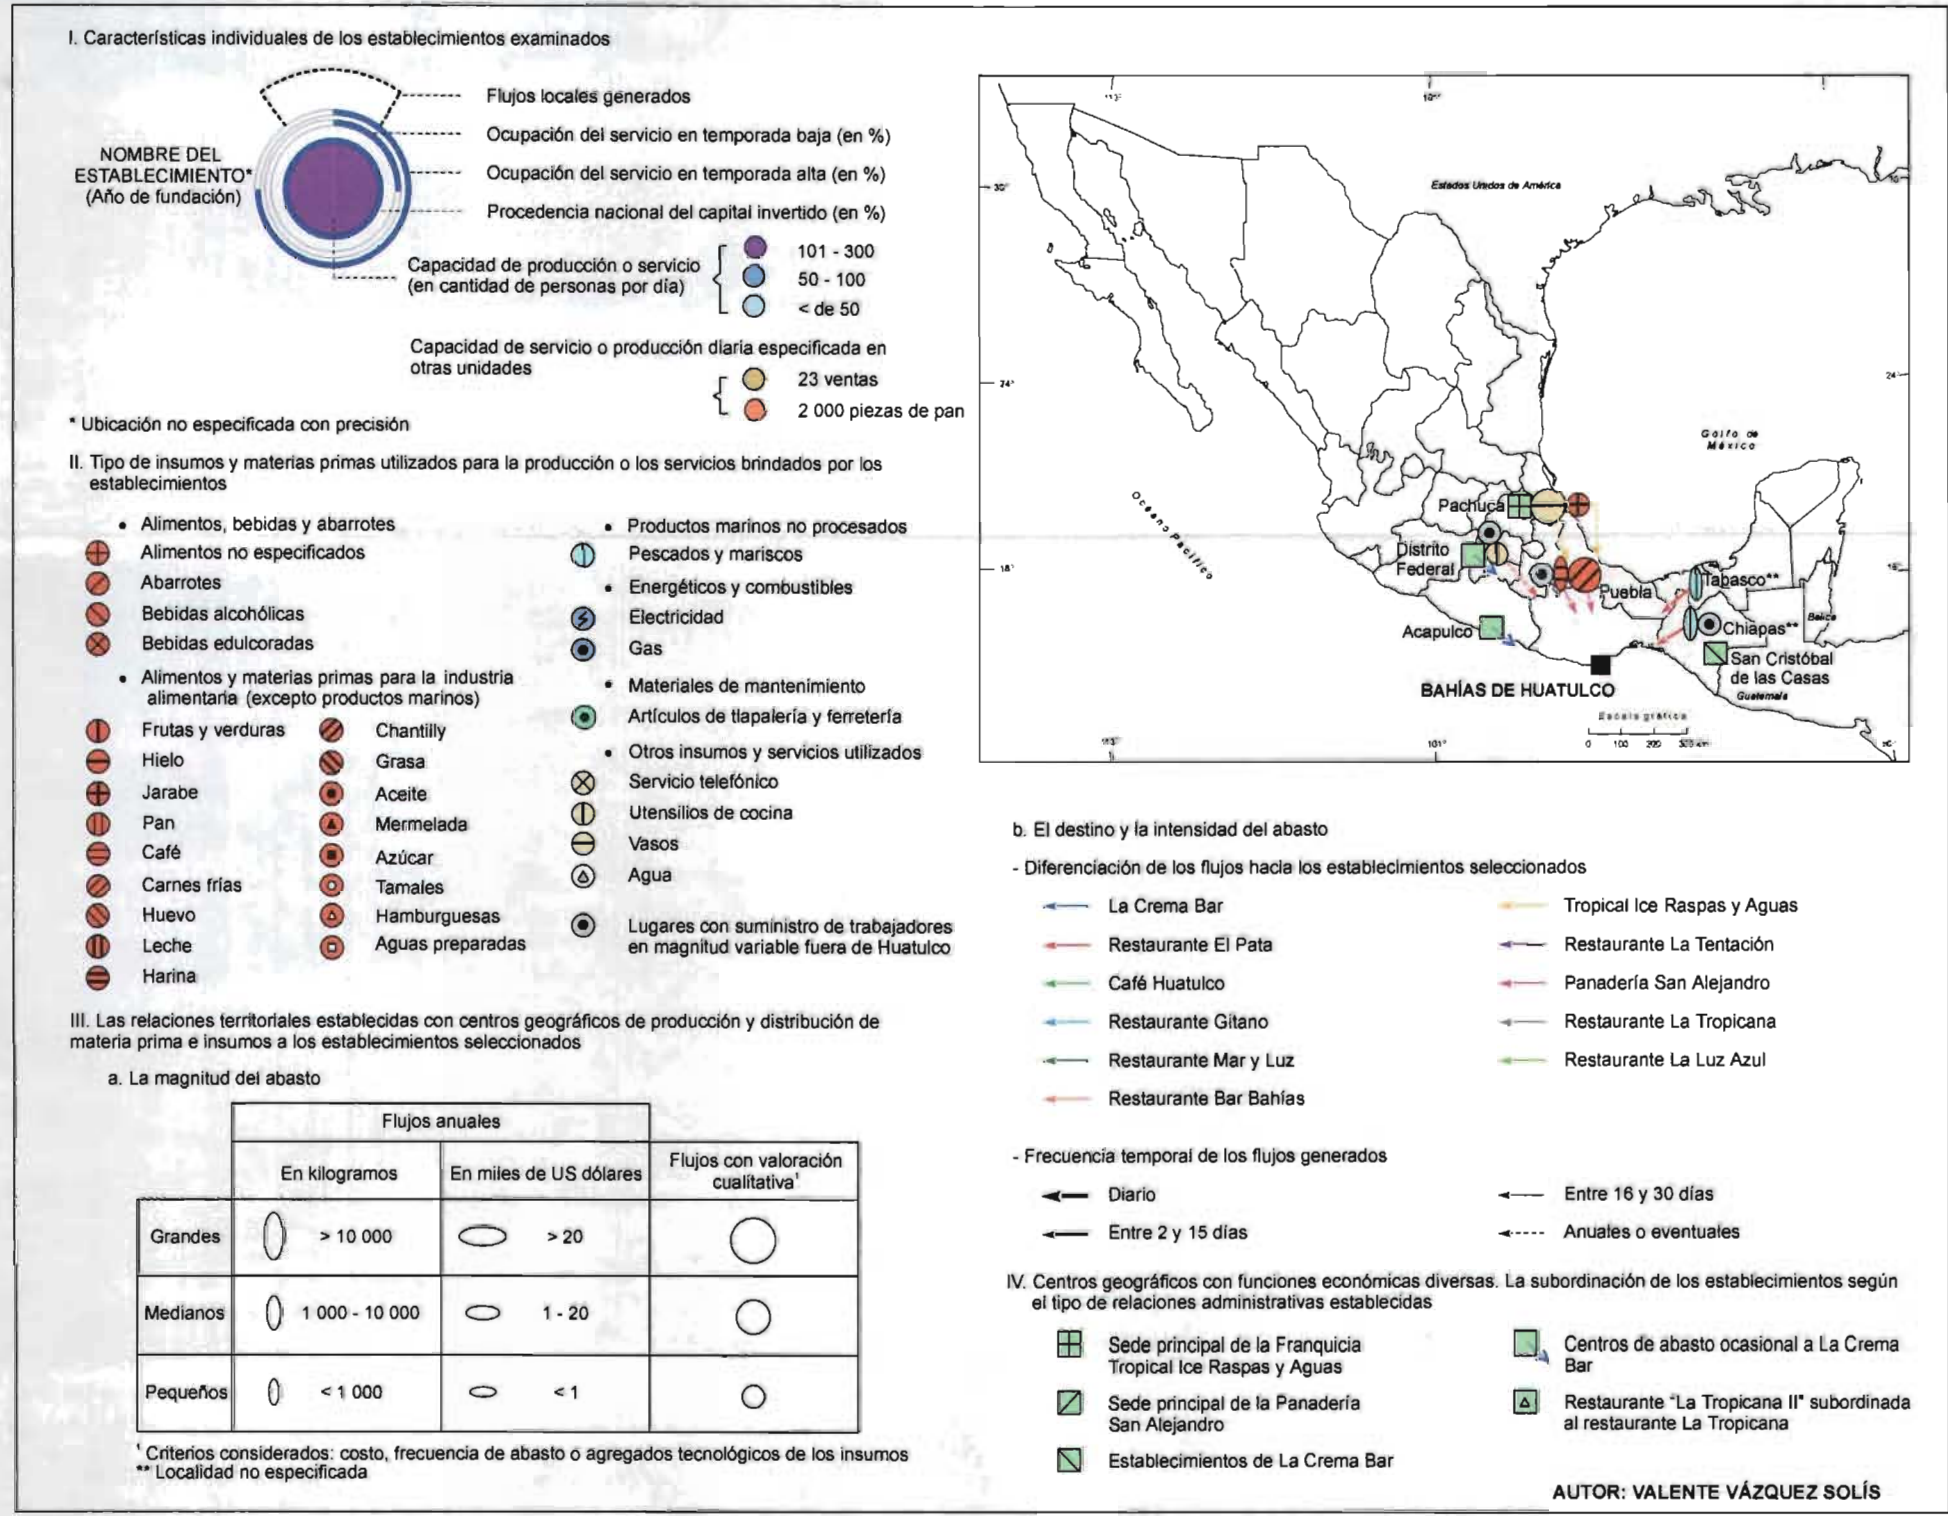 I. Características individuales de los establecimientos examinados
Flujos locales generados
Ocupación del servicio en temporada baja (en %)
Ocupación del servicio en temporada alta (en %)
Procedencia nacional del capital invertido (en %)
NOMBRE DEL
ESTABLECIMIENTO*
(Año de fundación)
Capacidad de producción o servicio
(en cantidad de personas por día)
101 - 300
50 - 100
< de 50
Capacidad de servicio o producción diaria especificada en
otras unidades
23 ventas
2 000 piezas de pan
* Ubicación no especificada con precisión
II. Tipo de insumos y materias primas utilizados para la producción o los servicios brindados por los
establecimientos
• Alimentos, bebidas y abarrotes
Alimentos no especificados
Abarrotes
Bebidas alcohólicas
Bebidas edulcoradas
• Alimentos y materias primas para la industria
alimentaria (excepto productos marinos)
Frutas y verduras
Hielo
Jarabe
Pan
Café
Carnes frías
Huevo
Leche
Harina
Chantilly
Grasa
Aceite
Mermelada
Azúcar
Tamales
Hamburguesas
Aguas preparadas
• Productos marinos no procesados
Pescados y mariscos
• Energéticos y combustibles
Electricidad
Gas
• Materiales de mantenimiento
Artículos de tlapalería y ferretería
• Otros insumos y servicios utilizados
Servicio telefónico
Utensilios de cocina
Vasos
Agua
Lugares con suministro de trabajadores
en magnitud variable fuera de Huatulco
III. Las relaciones territoriales establecidas con centros geográficos de producción y distribución de
materia prima e insumos a los establecimientos seleccionados
a. La magnitud del abasto
Flujos anuales
En kilogramos
En miles de US dólares
Flujos con valoración
cualitativa¹
Grandes
> 10 000
> 20
Medianos
1 000 - 10 000
1 - 20
Pequeños
< 1 000
< 1
¹ Criterios considerados: costo, frecuencia de abasto o agregados tecnológicos de los insumos
** Localidad no especificada
30°
24°
24°
18°
113°
101°
Estados Unidos de América
Golfo de
México
Océano Pacífico
Pachuca
Distrito
Federal
Puebla
Tabasco**
Acapulco
Chiapas**
Belice
San Cristóbal
de las Casas
Guatemala
BAHÍAS DE HUATULCO
Escala gráfica
0 100 200 300 km
b. El destino y la intensidad del abasto
- Diferenciación de los flujos hacia los establecimientos seleccionados
La Crema Bar
Restaurante El Pata
Café Huatulco
Restaurante Gitano
Restaurante Mar y Luz
Restaurante Bar Bahías
Tropical Ice Raspas y Aguas
Restaurante La Tentación
Panadería San Alejandro
Restaurante La Tropicana
Restaurante La Luz Azul
- Frecuencia temporal de los flujos generados
Diario
Entre 2 y 15 días
Entre 16 y 30 días
Anuales o eventuales
IV. Centros geográficos con funciones económicas diversas. La subordinación de los establecimientos según
el tipo de relaciones administrativas establecidas
Sede principal de la Franquicia
Tropical Ice Raspas y Aguas
Sede principal de la Panadería
San Alejandro
Establecimientos de La Crema Bar
Centros de abasto ocasional a La Crema
Bar
Restaurante "La Tropicana II" subordinada
al restaurante La Tropicana
AUTOR: VALENTE VÁZQUEZ SOLÍS